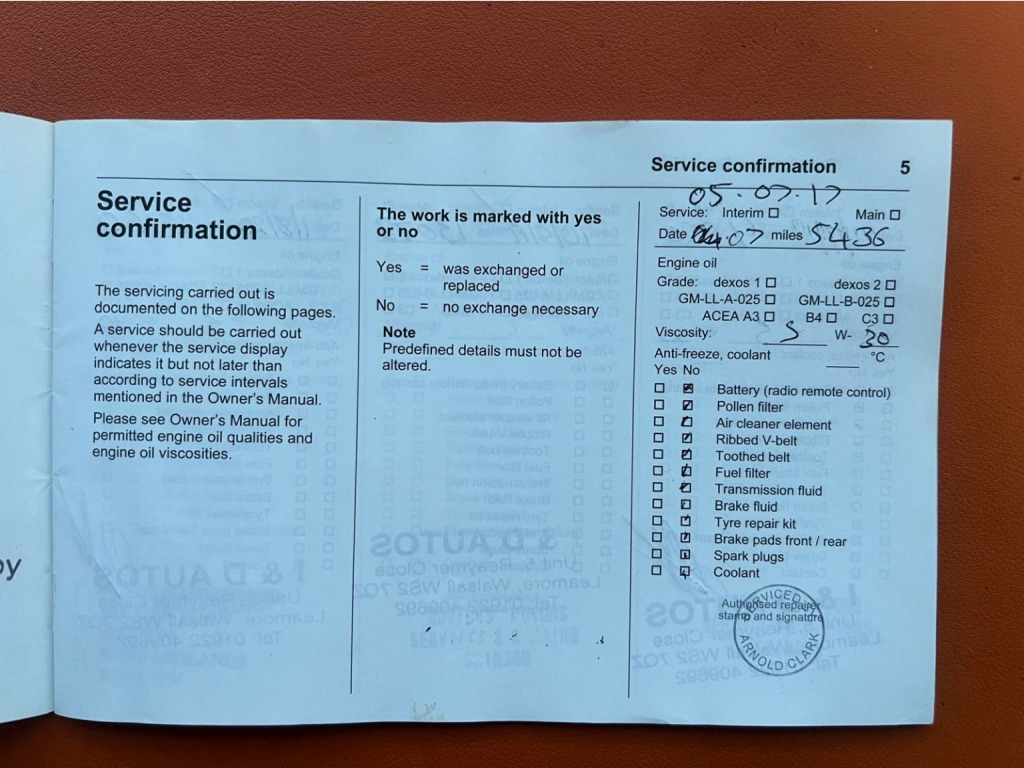 Service confirmation 5
Service
confirmation
The servicing carried out is
documented on the following pages.
A service should be carried out
whenever the service display
indicates it but not later than
according to service intervals
mentioned in the Owner's Manual.
Please see Owner's Manual for
permitted engine oil qualities and
engine oil viscosities.
The work is marked with yes
or no
Yes = was exchanged or
replaced
No = no exchange necessary
Note
Predefined details must not be
altered.
05.07.17
Service: Interim ☐ Main ☐
Date 07 miles 5436
Engine oil
Grade: dexos 1 ☐ dexos 2 ☐
GM-LL-A-025 ☐ GM-LL-B-025 ☐
ACEA A3 ☐ B4 ☐ C3 ☐
Viscosity: 5 W- 30
Anti-freeze, coolant °C
Yes No
Battery (radio remote control)
Pollen filter
Air cleaner element
Ribbed V-belt
Toothed belt
Fuel filter
Transmission fluid
Brake fluid
Tyre repair kit
Brake pads front / rear
Spark plugs
Coolant
Authorised repairer
stamp and signature
SERVICED BY
ARNOLD CLARK
by